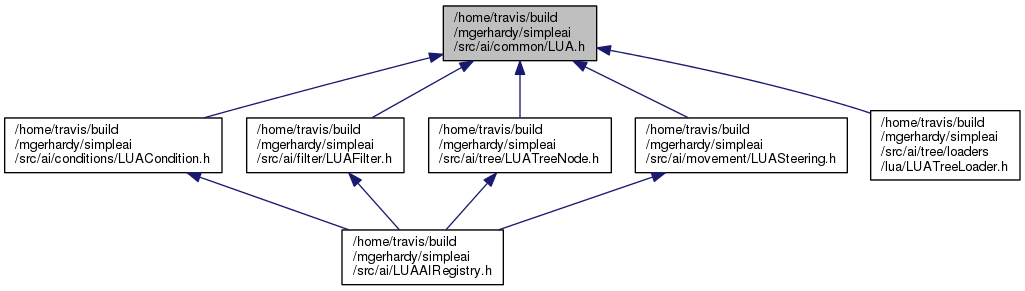 /home/travis/build
/mgerhardy/simpleai
/src/ai/common/LUA.h
/home/travis/build
/mgerhardy/simpleai
/src/ai/conditions/LUACondition.h
/home/travis/build
/mgerhardy/simpleai
/src/ai/filter/LUAFilter.h
/home/travis/build
/mgerhardy/simpleai
/src/ai/tree/LUATreeNode.h
/home/travis/build
/mgerhardy/simpleai
/src/ai/movement/LUASteering.h
/home/travis/build
/mgerhardy/simpleai
/src/ai/tree/loaders
/lua/LUATreeLoader.h
/home/travis/build
/mgerhardy/simpleai
/src/ai/LUAAIRegistry.h